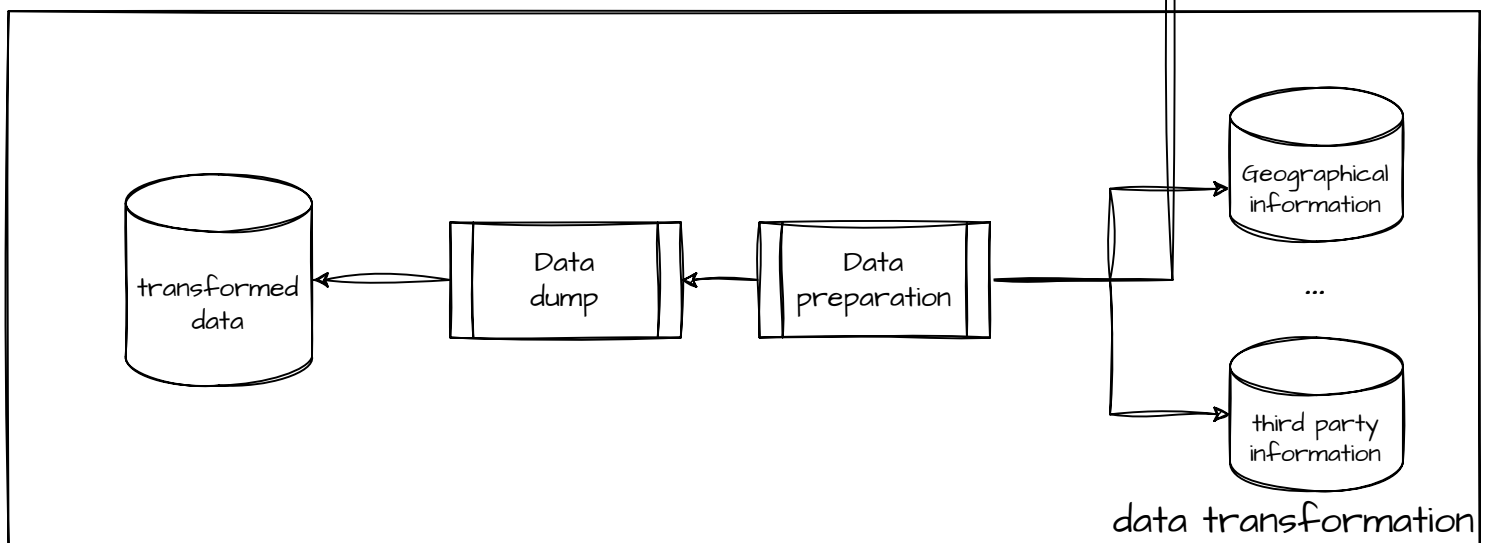 Geographical
information
transformed
data
Data
dump
Data
preparation
...
third party
information
data transformation